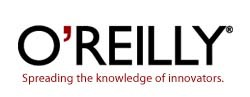 O'REILLY®
Spreading the knowledge of innovators.